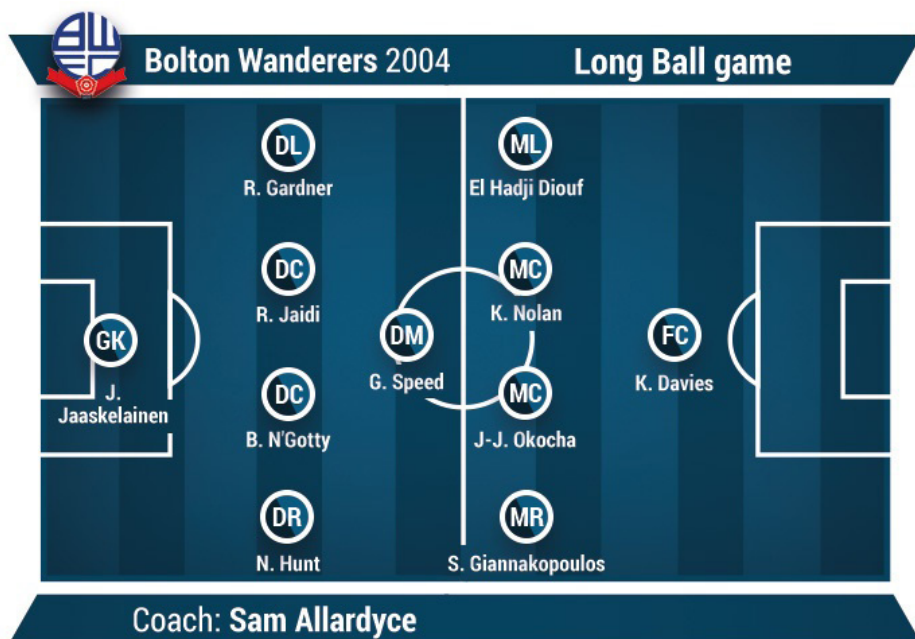 BWFC
Bolton Wanderers 2004
Long Ball game
DL
R. Gardner
ML
El Hadji Diouf
DC
R. Jaidi
MC
K. Nolan
GK
J.
Jaaskelainen
DM
G. Speed
FC
K. Davies
DC
B. N'Gotty
MC
J-J. Okocha
DR
N. Hunt
MR
S. Giannakopoulos
Coach: Sam Allardyce